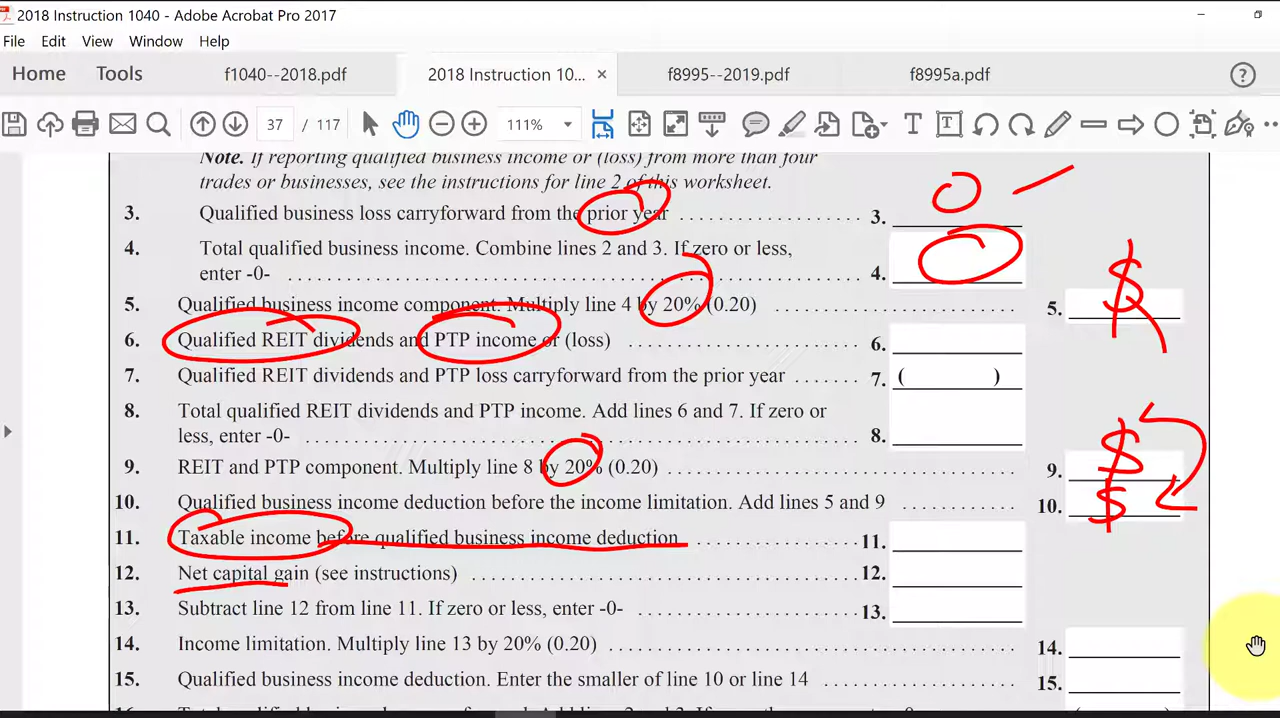 2018 Instruction 1040 - Adobe Acrobat Pro 2017
File Edit View Window Help
Home Tools f1040--2018.pdf 2018 Instruction 10... × f8995--2019.pdf f8995a.pdf ?
37 / 117 111%
Note. If reporting qualified business income or (loss) from more than four
trades or businesses, see the instructions for line 2 of this worksheet.
3. Qualified business loss carryforward from the prior year 3. 0
4. Total qualified business income. Combine lines 2 and 3. If zero or less,
enter -0- 4.
5. Qualified business income component. Multiply line 4 by 20% (0.20) 5. $
6. Qualified REIT dividends and PTP income or (loss) 6.
7. Qualified REIT dividends and PTP loss carryforward from the prior year 7. ( )
8. Total qualified REIT dividends and PTP income. Add lines 6 and 7. If zero or
less, enter -0- 8.
9. REIT and PTP component. Multiply line 8 by 20% (0.20) 9. $
10. Qualified business income deduction before the income limitation. Add lines 5 and 9 10. $
11. Taxable income before qualified business income deduction 11.
12. Net capital gain (see instructions) 12.
13. Subtract line 12 from line 11. If zero or less, enter -0- 13.
14. Income limitation. Multiply line 13 by 20% (0.20) 14.
15. Qualified business income deduction. Enter the smaller of line 10 or line 14 15.